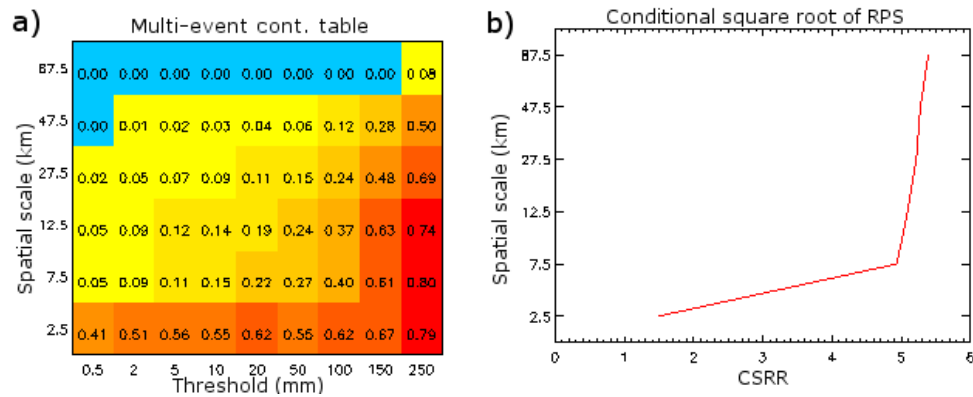 a)
Multi-event cont. table
Spatial scale (km)
87.5 0.00 0.00 0.00 0.00 0.00 0.00 0.00 0.00 0.08
47.5 0.00 0.01 0.02 0.03 0.04 0.06 0.12 0.28 0.50
27.5 0.02 0.05 0.07 0.09 0.11 0.15 0.24 0.48 0.69
12.5 0.05 0.09 0.12 0.14 0.19 0.24 0.37 0.63 0.74
7.5 0.05 0.09 0.11 0.15 0.22 0.27 0.40 0.61 0.80
2.5 0.41 0.51 0.56 0.55 0.62 0.55 0.62 0.67 0.79
0.5 2 5 10 20 50 100 150 250
Threshold (mm)
b)
Conditional square root of RPS
Spatial scale (km)
87.5
47.5
27.5
12.5
7.5
2.5
0 1 2 3 4 5 6
CSRR